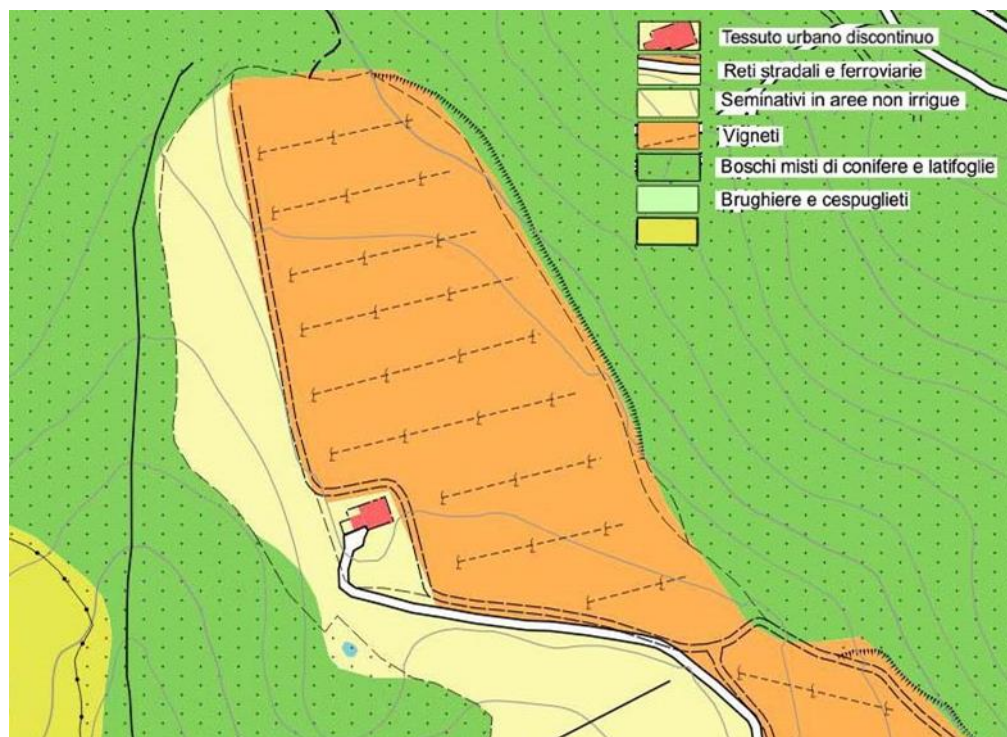 Tessuto urbano discontinuo
Reti stradali e ferroviarie
Seminativi in aree non irrigue
Vigneti
Boschi misti di conifere e latifoglie
Brughiere e cespuglieti